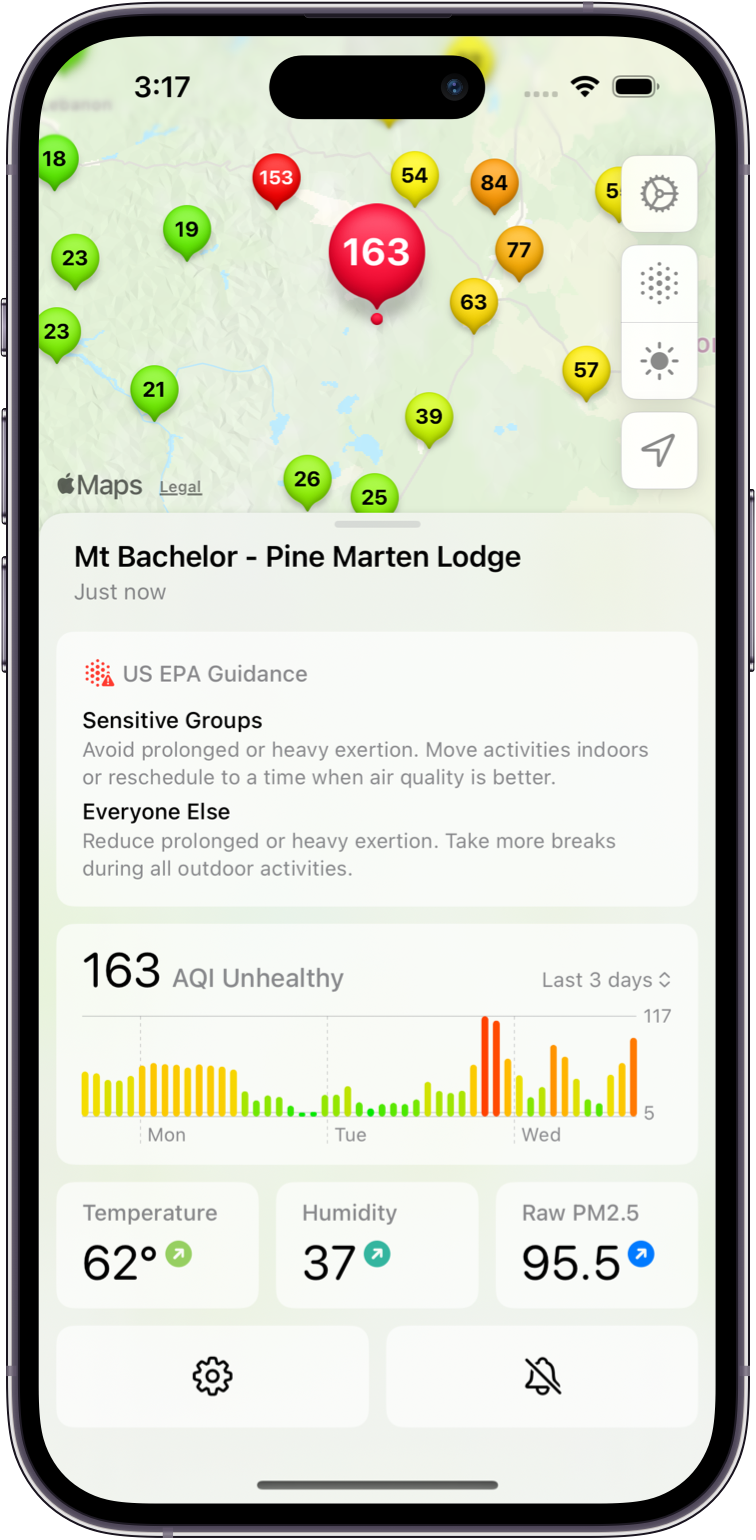 3:17
18
153
54
84
19
23
163
77
63
23
57
21
39
26
25
Maps Legal
Mt Bachelor - Pine Marten Lodge
Just now
US EPA Guidance
Sensitive Groups
Avoid prolonged or heavy exertion. Move activities indoors
or reschedule to a time when air quality is better.
Everyone Else
Reduce prolonged or heavy exertion. Take more breaks
during all outdoor activities.
163 AQI Unhealthy
Last 3 days
117
5
Mon Tue Wed
Temperature Humidity Raw PM2.5
62° 37 95.5